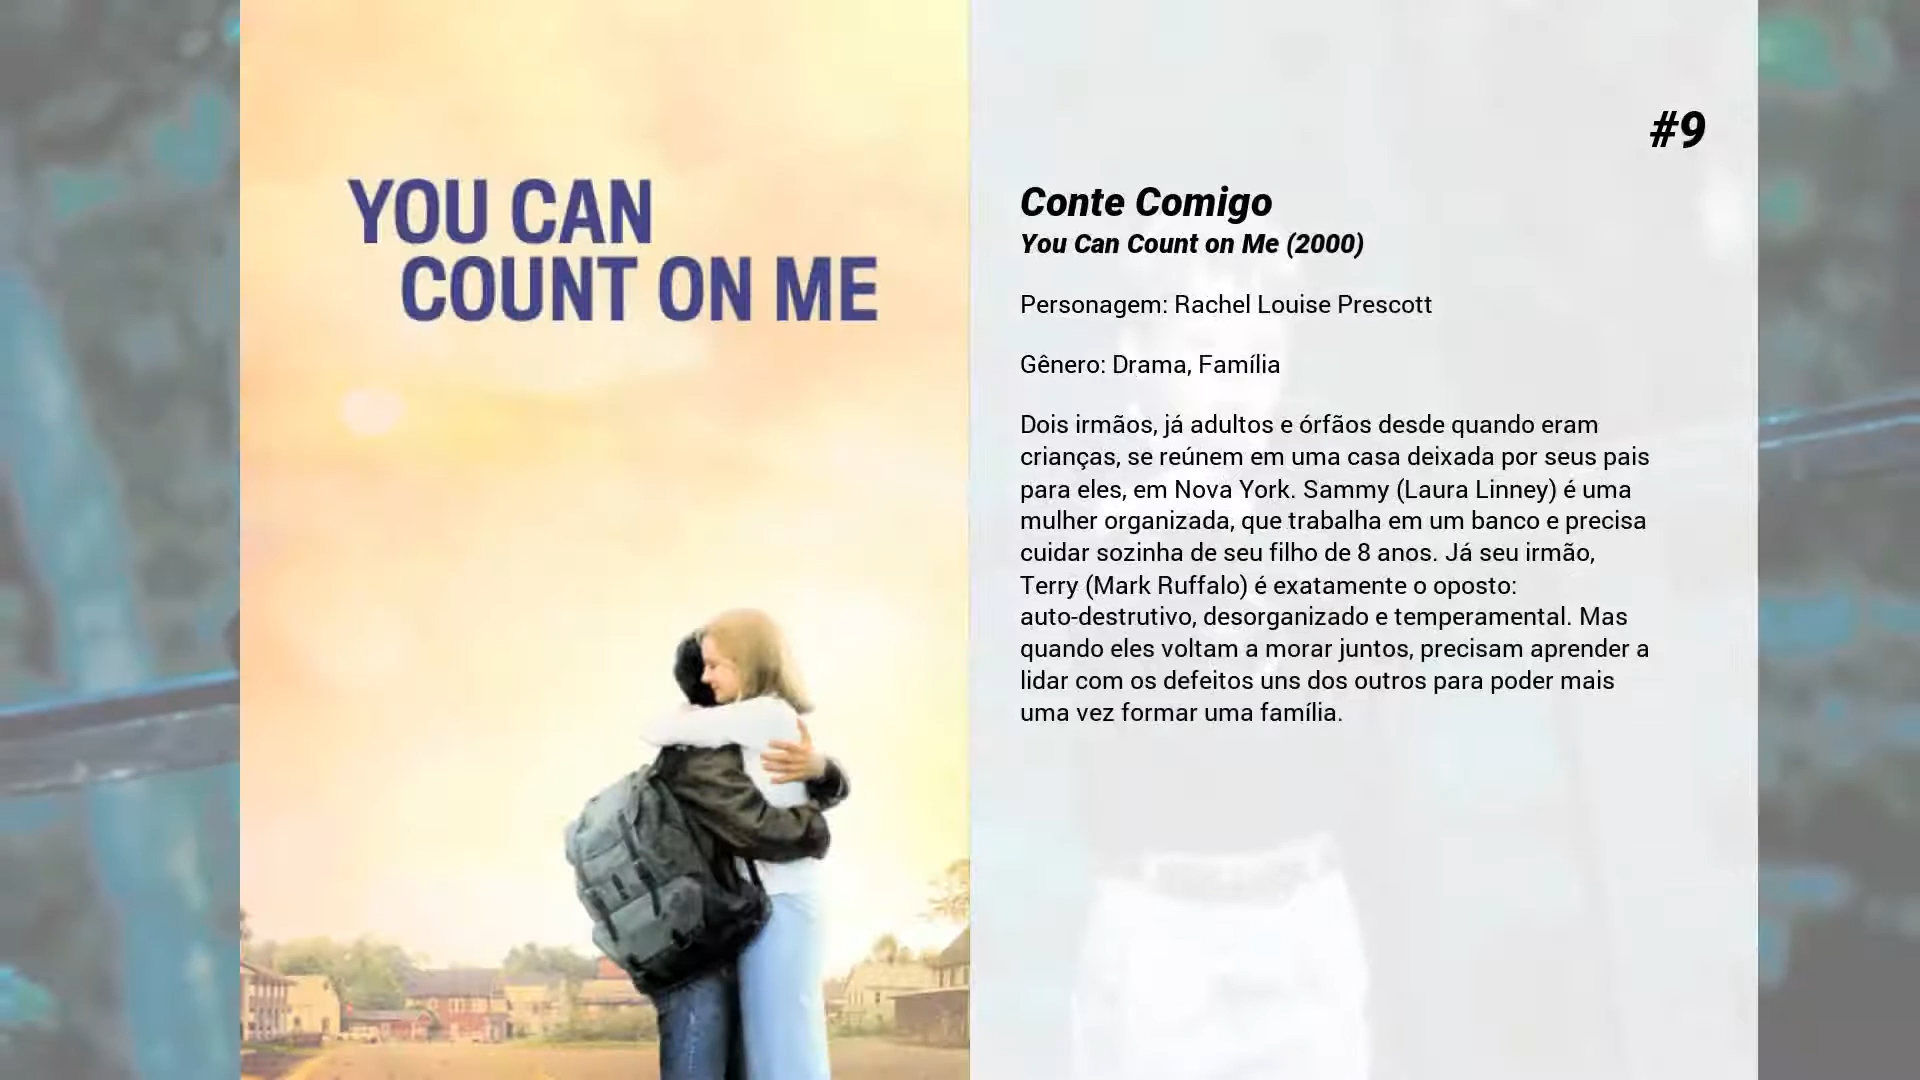 YOU CAN
COUNT ON ME
#9
Conte Comigo
You Can Count on Me (2000)
Personagem: Rachel Louise Prescott
Gênero: Drama, Família
Dois irmãos, já adultos e órfãos desde quando eram
crianças, se reúnem em uma casa deixada por seus pais
para eles, em Nova York. Sammy (Laura Linney) é uma
mulher organizada, que trabalha em um banco e precisa
cuidar sozinha de seu filho de 8 anos. Já seu irmão,
Terry (Mark Ruffalo) é exatamente o oposto:
auto-destrutivo, desorganizado e temperamental. Mas
quando eles voltam a morar juntos, precisam aprender a
lidar com os defeitos uns dos outros para poder mais
uma vez formar uma família.